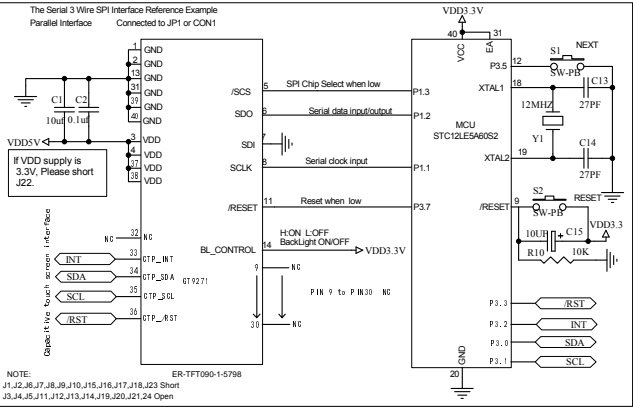 The Serial 3 Wire SPI Interface Reference Example
Parallel Interface Connected to JP1 or CON1
VDD3.3V
40 31
VCC
EA
1 GND
2 GND
13 GND
31 GND
39 GND
40 GND
C1 C2
10uf 0.1uf
VDD5V
3 VDD
4 VDD
37 VDD
38 VDD
If VDD supply is
3.3V, Please short
J22.
/SCS 5 SPI Chip Select when low P1.3
SDO 6 Serial data input/output P1.2
SDI 7
SCLK 8 Serial clock input P1.1
/RESET 11 Reset when low P3.7
H:ON L:OFF
BL_CONTROL 14 BackLight ON/OFF VDD3.3V
9 NC
PIN 9 to PIN30 NC
30 NC
Capacitive touch screen interface
NC 32 NC
INT 33 CTP_INT
SDA 34 CTP_SDA
GT9271
SCL 35 CTP_SCL
/RST 36 CTP_/RST
MCU
STC12LE5A60S2
P3.5 12
S1 NEXT
SW-PB
XTAL1 18
C13
27PF
12MHZ
Y1
C14
XTAL2 19
27PF
S2
RESET
/RESET 9
SW-PB
VDD3.3
10UF + C15
R10 10K
P3.3 /RST
P3.2 INT
P3.0 SDA
P3.1 SCL
GND
20
ER-TFT090-1-5798
NOTE:
J1,J2,J6,J7,J8,J9,J10,J15,J16,J17,J18,J23 Short
J3,J4,J5,J11,J12,J13,J14,J19,J20,J21,24 Open